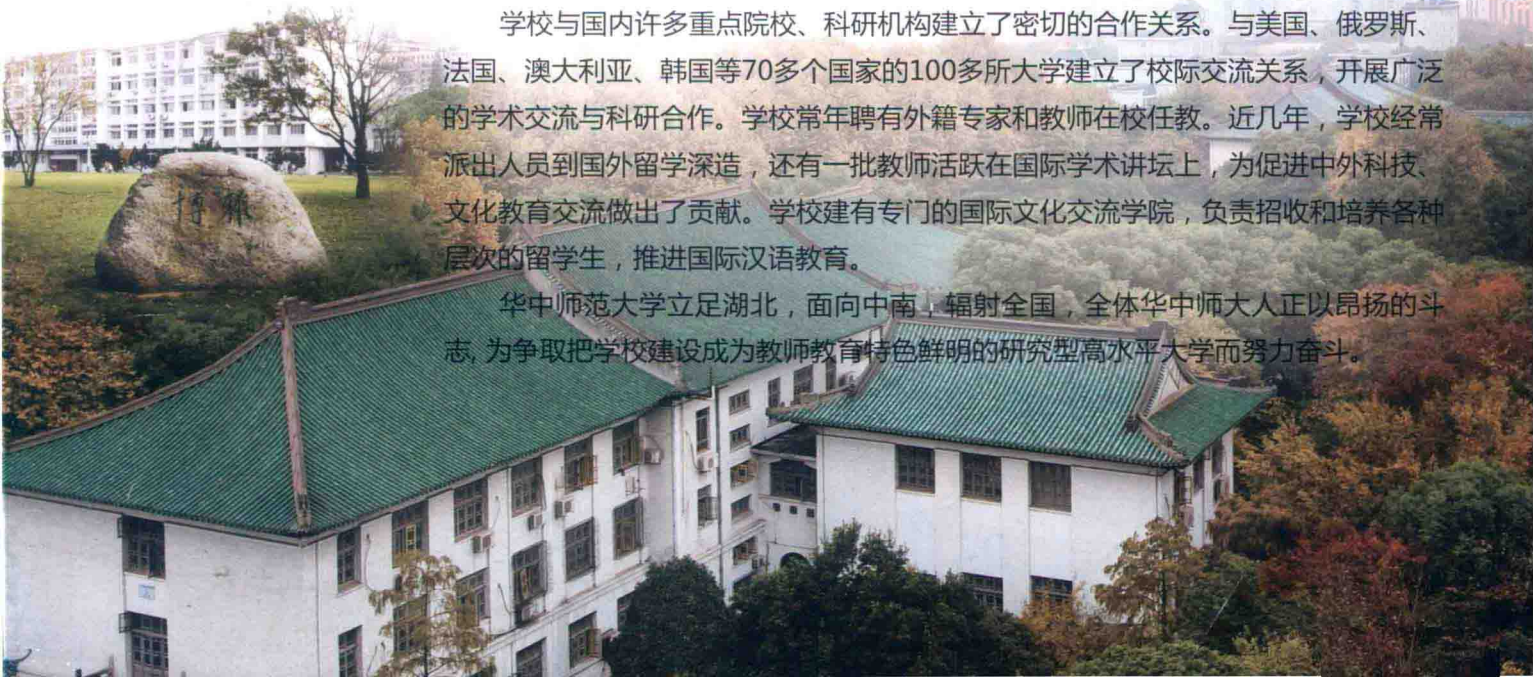 学校与国内许多重点院校、科研机构建立了密切的合作关系。与美国、俄罗斯、
法国、澳大利亚、韩国等70多个国家的100多所大学建立了校际交流关系，开展广泛
的学术交流与科研合作。学校常年聘有外籍专家和教师在校任教。近几年，学校经常
派出人员到国外留学深造，还有一批教师活跃在国际学术讲坛上，为促进中外科技、
文化教育交流做出了贡献。学校建有专门的国际文化交流学院，负责招收和培养各种
层次的留学生，推进国际汉语教育。
华中师范大学立足湖北，面向中南，辐射全国，全体华中师大人正以昂扬的斗
志,为争取把学校建设成为教师教育特色鲜明的研究型高水平大学而努力奋斗。
博雅